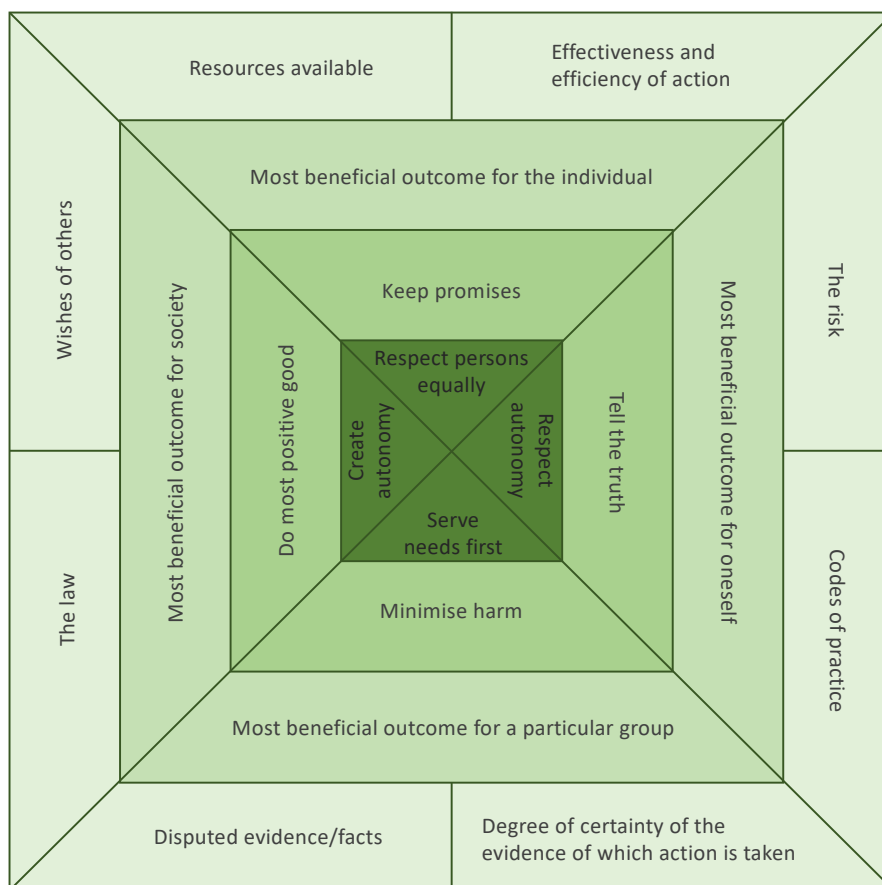 Resources available
Effectiveness and
efficiency of action
Most beneficial outcome for the individual
Wishes of others
The risk
Most beneficial outcome for society
Keep promises
Most beneficial outcome for oneself
Do most positive good
Respect persons
equally
Tell the truth
Create
autonomy
Respect
autonomy
Serve
needs first
The law
Minimise harm
Codes of practice
Most beneficial outcome for a particular group
Disputed evidence/facts
Degree of certainty of the
evidence of which action is taken